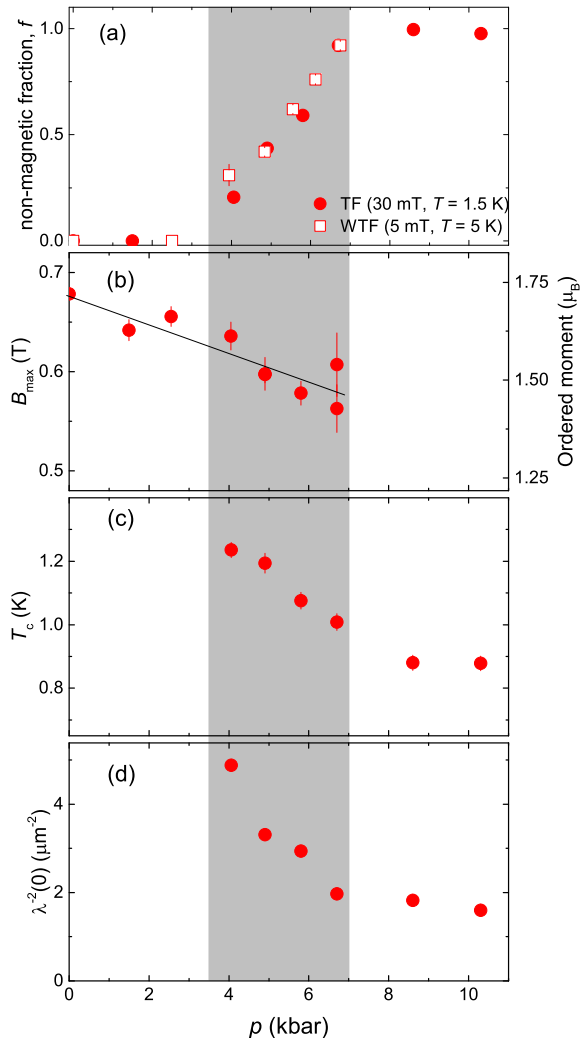 (a)
non-magnetic fraction, f
1.0
0.5
0.0
TF (30 mT, T = 1.5 K)
WTF (5 mT, T = 5 K)
(b)
B_max (T)
0.7
0.6
0.5
1.75
1.50
1.25
Ordered moment (μ_B)
(c)
T_c (K)
1.2
1.0
0.8
(d)
λ⁻²(0) (μm⁻²)
4
2
0
0 2 4 6 8 10
p (kbar)